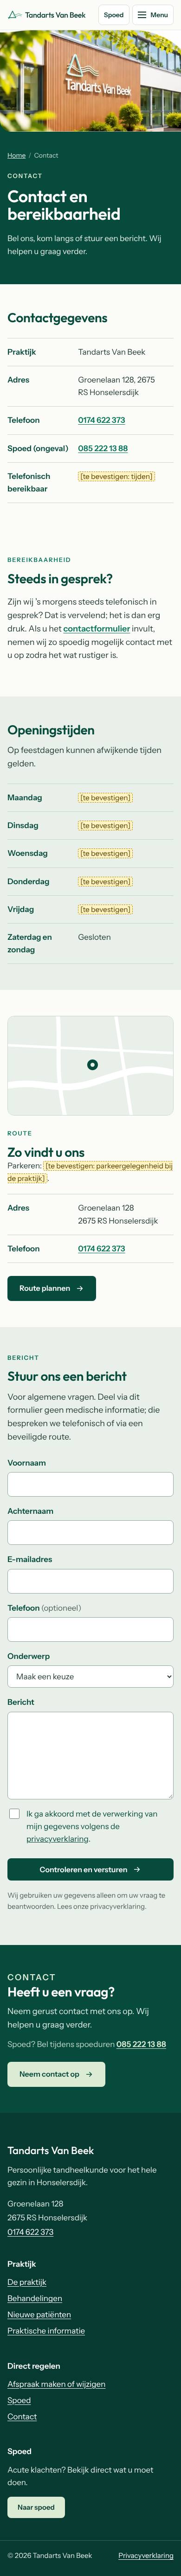 Tandarts Van Beek
Spoed
Menu
Tandarts
Van Beek
Home / Contact
CONTACT
Contact en
bereikbaarheid
Bel ons, kom langs of stuur een bericht. Wij
helpen u graag verder.
Contactgegevens
Praktijk Tandarts Van Beek
Adres Groenelaan 128, 2675
RS Honselersdijk
Telefoon 0174 622 373
Spoed (ongeval) 085 222 13 88
Telefonisch [te bevestigen: tijden]
bereikbaar
BEREIKBAARHEID
Steeds in gesprek?
Zijn wij 's morgens steeds telefonisch in
gesprek? Dat is vervelend; het is dan erg
druk. Als u het contactformulier invult,
nemen wij zo spoedig mogelijk contact met
u op zodra het wat rustiger is.
Openingstijden
Op feestdagen kunnen afwijkende tijden
gelden.
Maandag [te bevestigen]
Dinsdag [te bevestigen]
Woensdag [te bevestigen]
Donderdag [te bevestigen]
Vrijdag [te bevestigen]
Zaterdag en Gesloten
zondag
ROUTE
Zo vindt u ons
Parkeren: [te bevestigen: parkeergelegenheid bij
de praktijk].
Adres Groenelaan 128
2675 RS Honselersdijk
Telefoon 0174 622 373
Route plannen →
BERICHT
Stuur ons een bericht
Voor algemene vragen. Deel via dit
formulier geen medische informatie; die
bespreken we telefonisch of via een
beveiligde route.
Voornaam
Achternaam
E-mailadres
Telefoon (optioneel)
Onderwerp
Maak een keuze
Bericht
Ik ga akkoord met de verwerking van
mijn gegevens volgens de
privacyverklaring.
Controleren en versturen →
Wij gebruiken uw gegevens alleen om uw vraag te
beantwoorden. Lees onze privacyverklaring.
CONTACT
Heeft u een vraag?
Neem gerust contact met ons op. Wij
helpen u graag verder.
Spoed? Bel tijdens spoeduren 085 222 13 88
Neem contact op →
Tandarts Van Beek
Persoonlijke tandheelkunde voor het hele
gezin in Honselersdijk.
Groenelaan 128
2675 RS Honselersdijk
0174 622 373
Praktijk
De praktijk
Behandelingen
Nieuwe patiënten
Praktische informatie
Direct regelen
Afspraak maken of wijzigen
Spoed
Contact
Spoed
Acute klachten? Bekijk direct wat u moet
doen.
Naar spoed
© 2026 Tandarts Van Beek Privacyverklaring